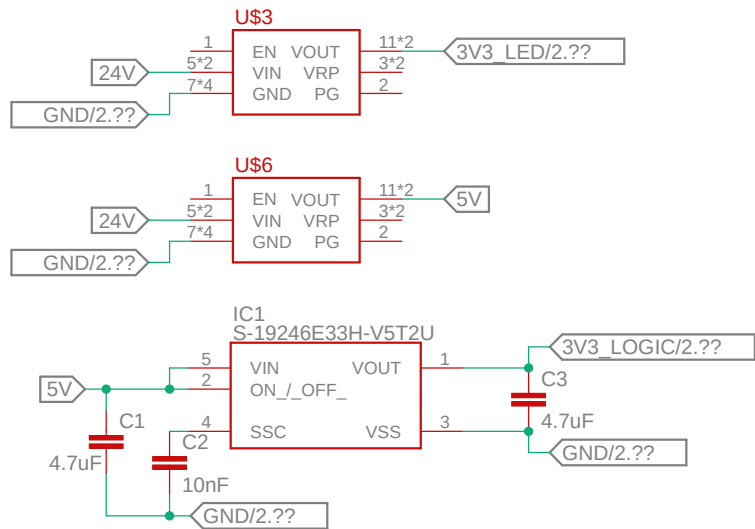 U$3
1 EN VOUT 11*2 3V3_LED/2.??
24V 5*2 VIN VRP 3*2
7*4 GND PG 2
GND/2.??
U$6
1 EN VOUT 11*2 5V
24V 5*2 VIN VRP 3*2
7*4 GND PG 2
GND/2.??
IC1
S-19246E33H-V5T2U
3V3_LOGIC/2.??
5 VIN VOUT 1
5V 2 ON_/_OFF_ C3
C1 4 SSC VSS 3 4.7uF
C2
4.7uF GND/2.??
10nF
GND/2.??